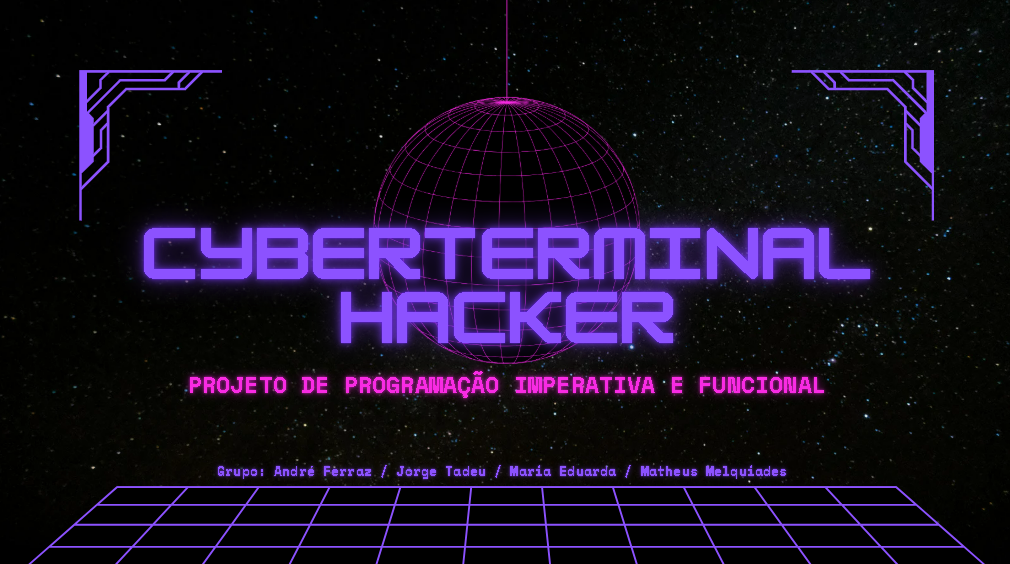 CYBERTERMINAL
HACKER
PROJETO DE PROGRAMAÇÃO IMPERATIVA E FUNCIONAL
Grupo: André Ferraz / Jorge Tadeu / Maria Eduarda / Matheus Melquiades